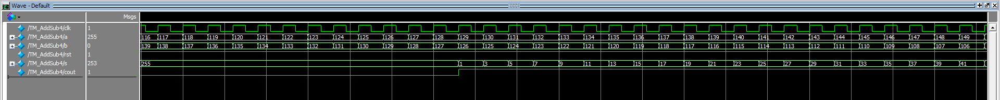 Wave - Default
Msgs
/TM_AddSub4/clk 1
/TM_AddSub4/a 255 116 117 118 119 120 121 122 123 124 125 126 127 128 129 130 131 132 133 134 135 136 137 138 139 140 141 142 143 144 145 146 147 148 149
/TM_AddSub4/b 0 139 138 137 136 135 134 133 132 131 130 129 128 127 126 125 124 123 122 121 120 119 118 117 116 115 114 113 112 111 110 109 108 107 106
/TM_AddSub4/rst 1
/TM_AddSub4/s 253 255 1 3 5 7 9 11 13 15 17 19 21 23 25 27 29 31 33 35 37 39 41
/TM_AddSub4/cout 1